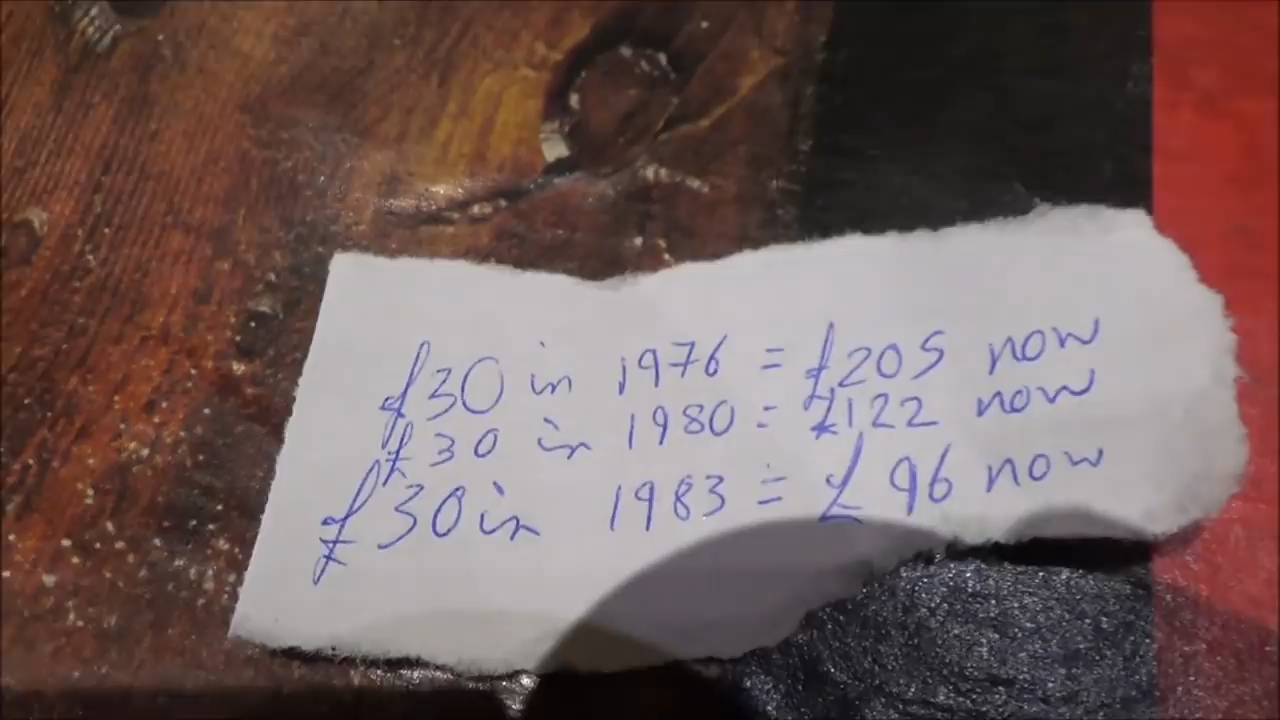 £30 in 1976 = £205 now
£30 in 1980 = £122 now
£30 in 1983 = £96 now